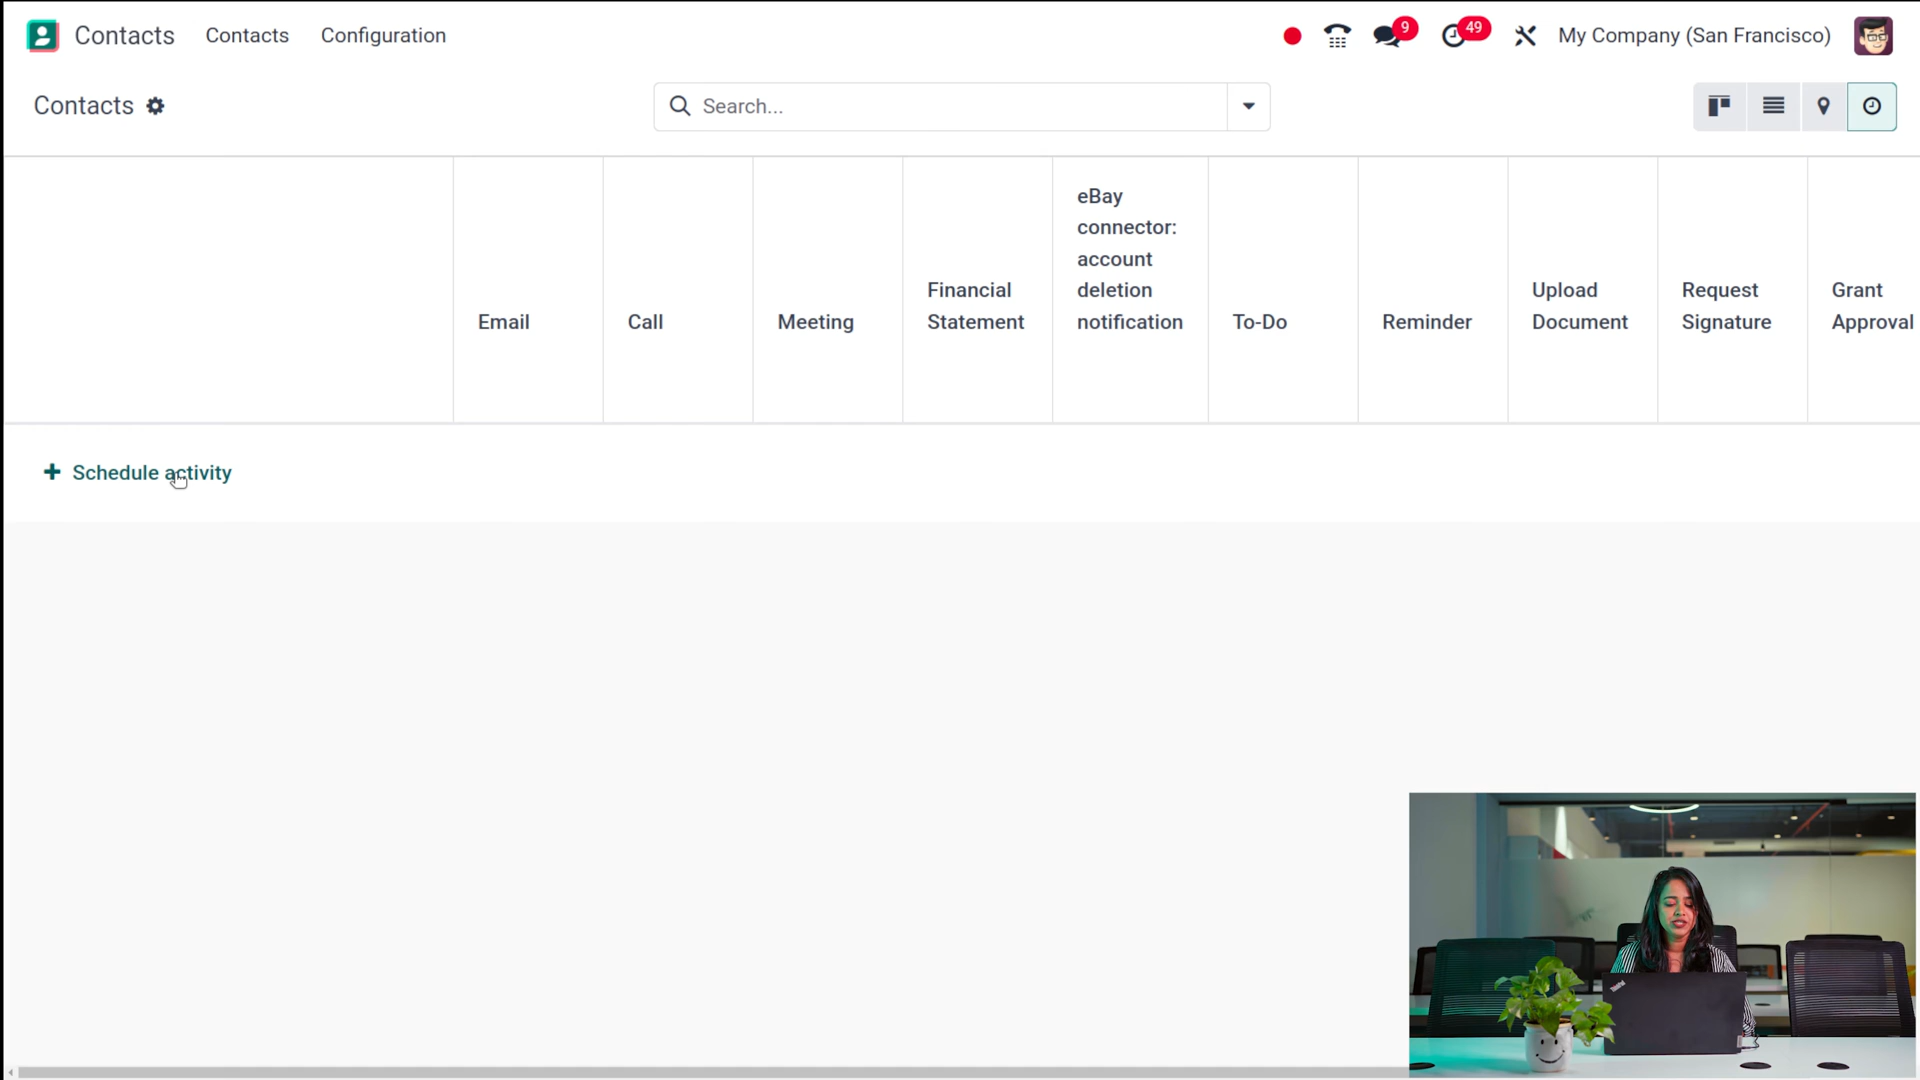 Contacts Contacts Configuration 9 49 My Company (San Francisco)
Contacts Search...
Email
Call
Meeting
Financial
Statement
eBay
connector:
account
deletion
notification
To-Do
Reminder
Upload
Document
Request
Signature
Grant
Approval
+ Schedule activity
ThinkPad